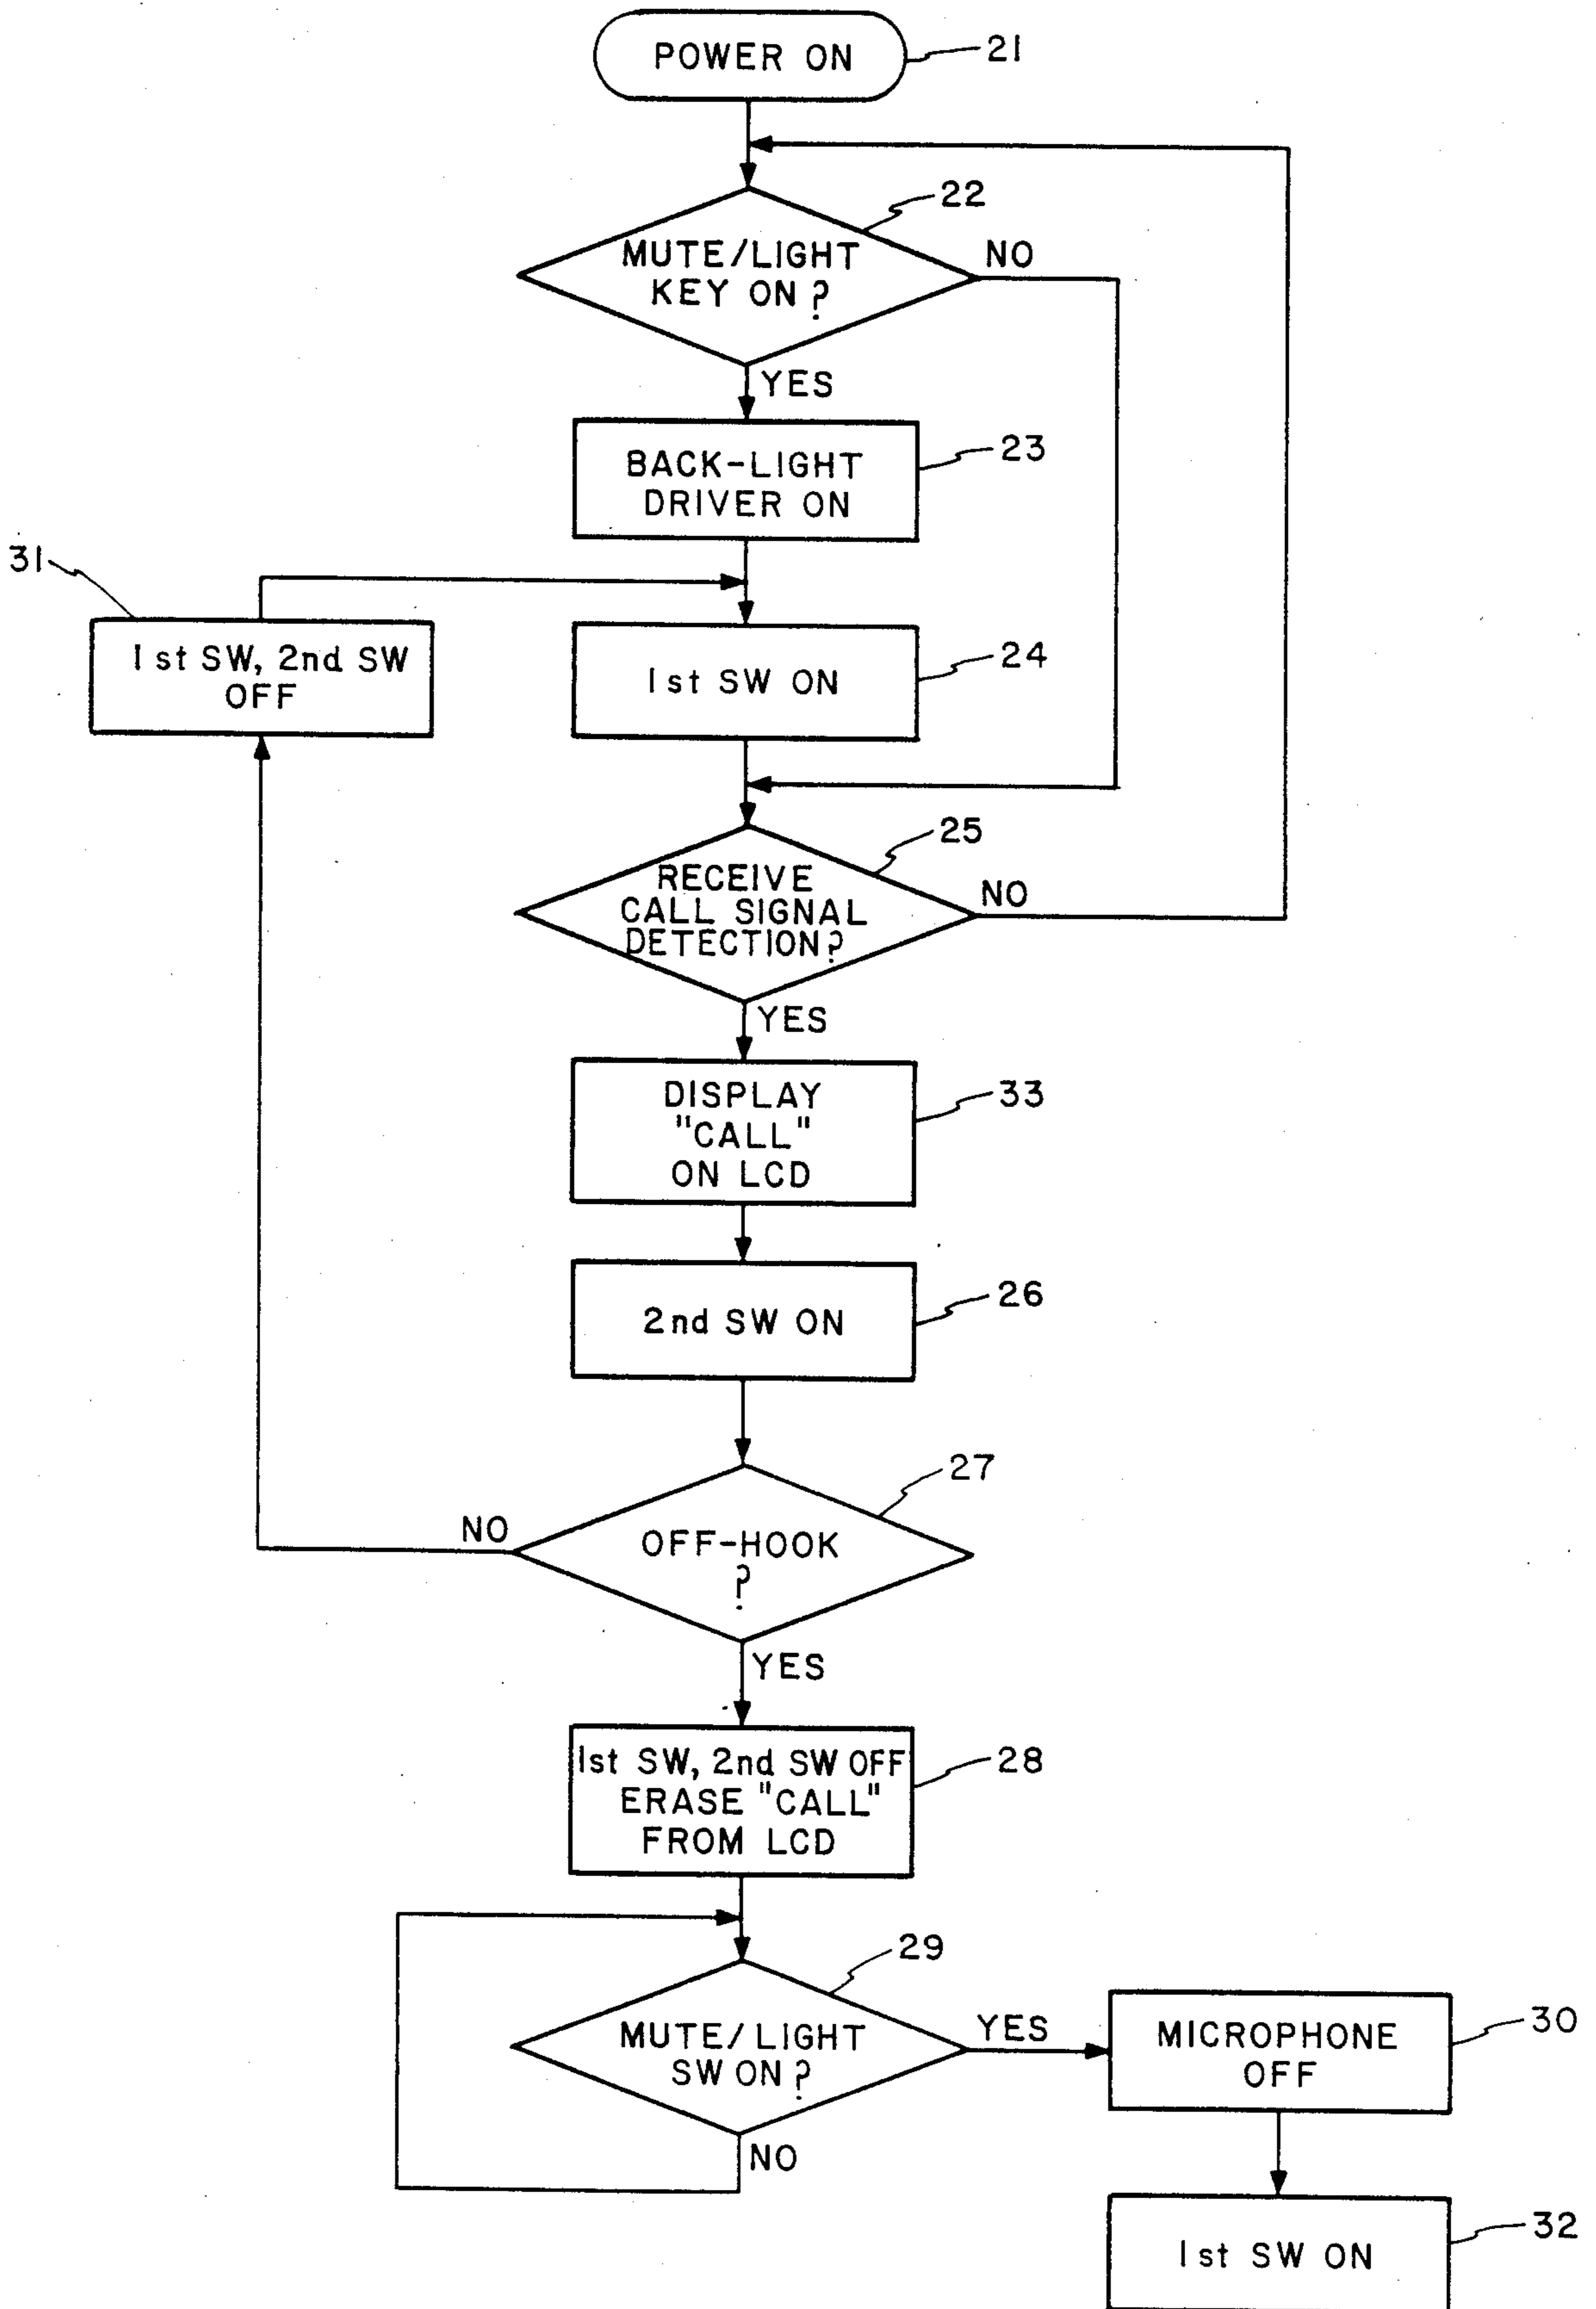 POWER ON
21
22
MUTE/LIGHT
KEY ON?
NO
YES
BACK-LIGHT
DRIVER ON
23
31
1st SW, 2nd SW
OFF
1st SW ON
24
25
RECEIVE
CALL SIGNAL
DETECTION?
NO
YES
DISPLAY
"CALL"
ON LCD
33
2nd SW ON
26
27
NO
OFF-HOOK
?
YES
1st SW, 2nd SW OFF
ERASE "CALL"
FROM LCD
28
29
MUTE/LIGHT
SW ON?
YES
NO
MICROPHONE
OFF
30
1st SW ON
32